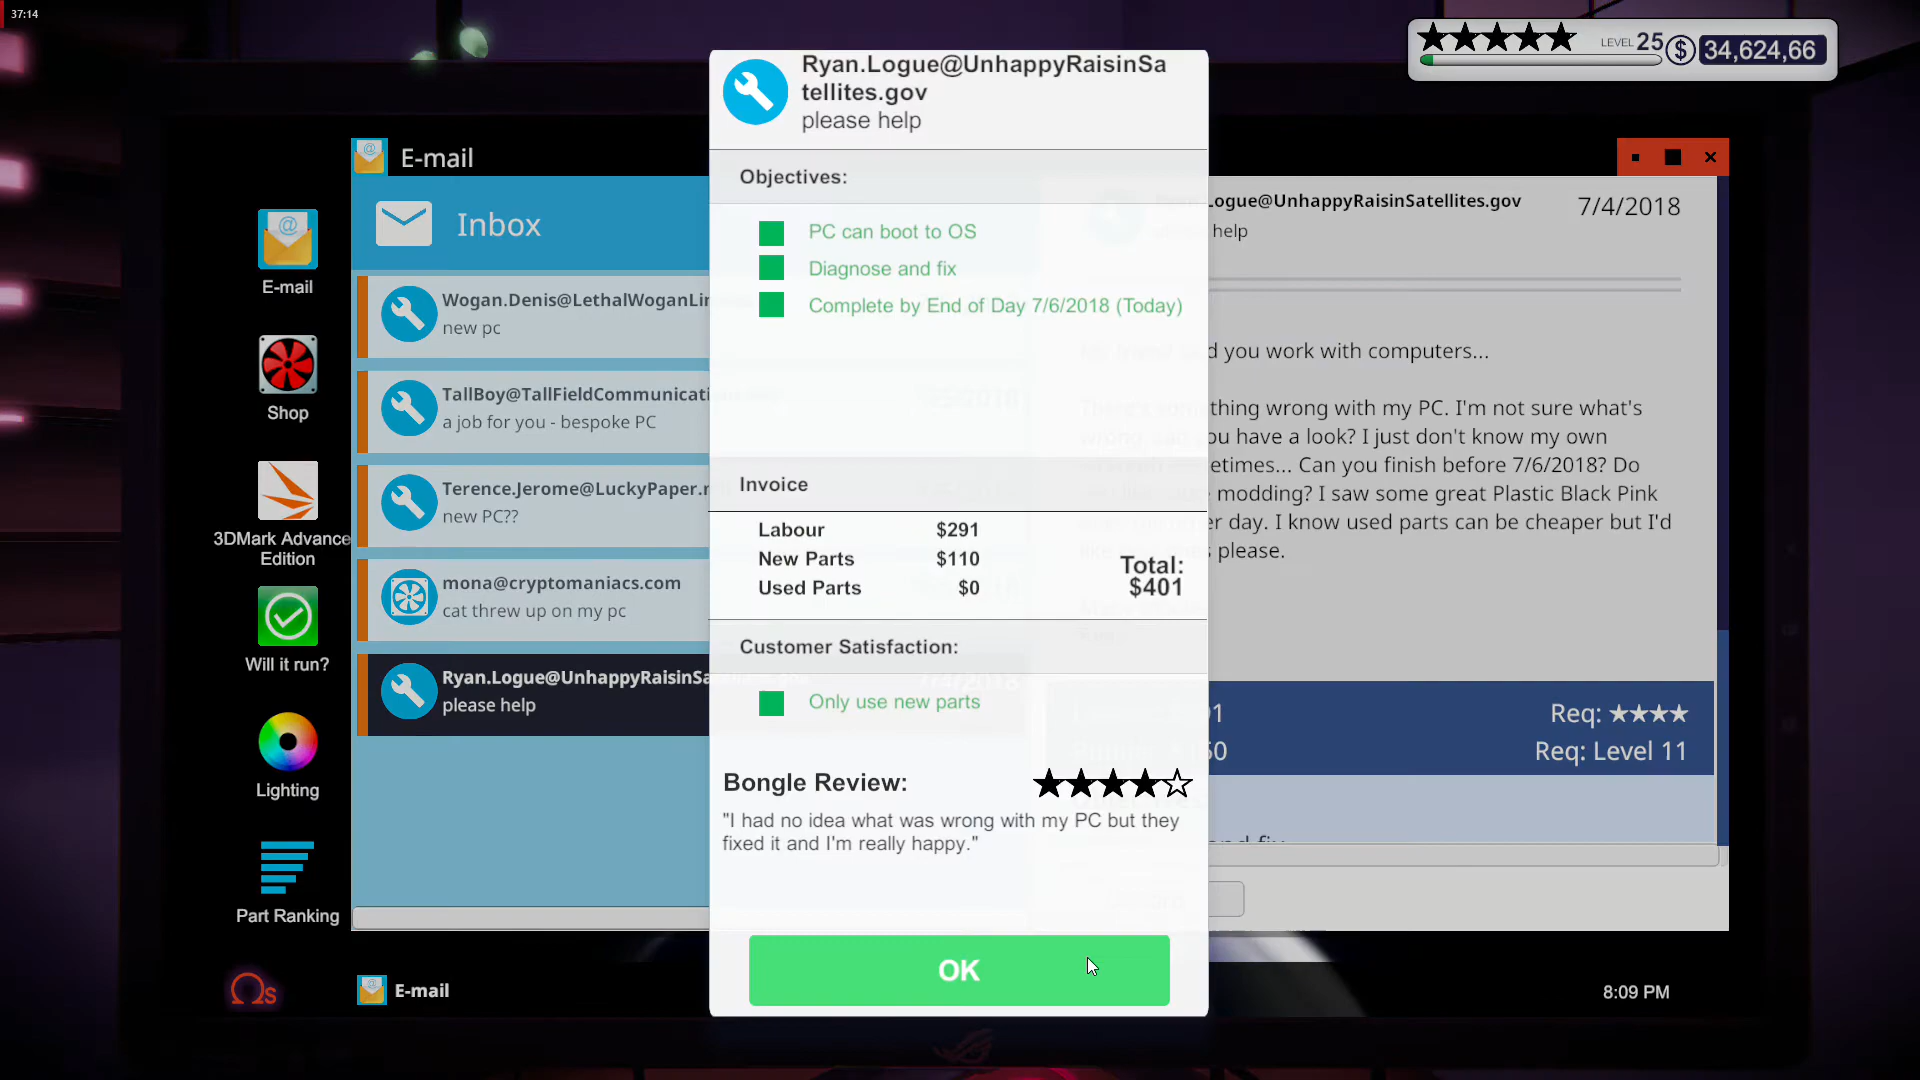 37:14
LEVEL 25 $ 34,624,66
Ryan.Logue@UnhappyRaisinSa
tellites.gov
please help
Objectives:
PC can boot to OS
Diagnose and fix
Complete by End of Day 7/6/2018 (Today)
Invoice
Labour $291
New Parts $110
Used Parts $0
Total:
$401
Customer Satisfaction:
Only use new parts
Bongle Review:
"I had no idea what was wrong with my PC but they
fixed it and I'm really happy."
OK
E-mail
Inbox
Wogan.Denis@LethalWoganLi
new pc
TallBoy@TallFieldCommunicati
a job for you - bespoke PC
Terence.Jerome@LuckyPaper.
new PC??
mona@cryptomaniacs.com
cat threw up on my pc
Ryan.Logue@UnhappyRaisinSa
please help
E-mail
Shop
3DMark Advance
Edition
Will it run?
Lighting
Part Ranking
Logue@UnhappyRaisinSatellites.gov
help
7/4/2018
d you work with computers...
thing wrong with my PC. I'm not sure what's
ou have a look? I just don't know my own
etimes... Can you finish before 7/6/2018? Do
modding? I saw some great Plastic Black Pink
er day. I know used parts can be cheaper but I'd
please.
Req: ★★★★
Req: Level 11
Ωs
E-mail
8:09 PM